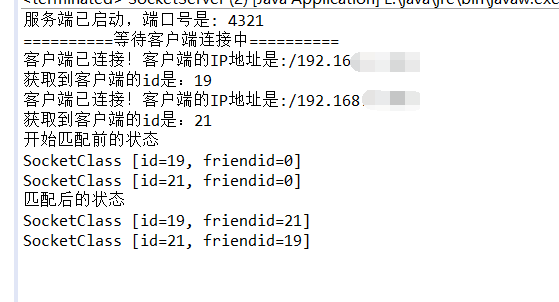 <terminated> SocketServer (2) [Java Application] E:\java\jre\bin\javaw.exe
服务端已启动，端口号是: 4321
==========等待客户端连接中==========
客户端已连接！客户端的IP地址是:/192.16
获取到客户端的id是：19
客户端已连接！客户端的IP地址是:/192.168
获取到客户端的id是：21
开始匹配前的状态
SocketClass [id=19, friendid=0]
SocketClass [id=21, friendid=0]
匹配后的状态
SocketClass [id=19, friendid=21]
SocketClass [id=21, friendid=19]